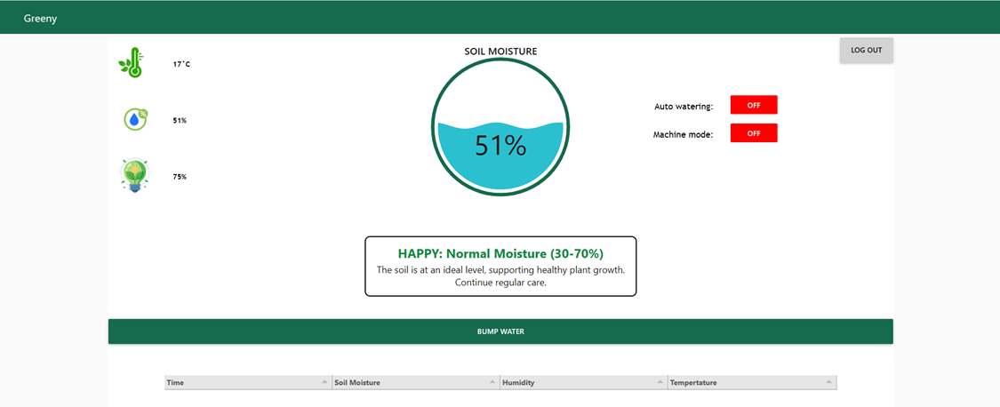 Greeny
LOG OUT
17°C
51%
75%
SOIL MOISTURE
51%
Auto watering: OFF
Machine mode: OFF
HAPPY: Normal Moisture (30-70%)
The soil is at an ideal level, supporting healthy plant growth.
Continue regular care.
BUMP WATER
Time Soil Moisture Humidity Tempertature